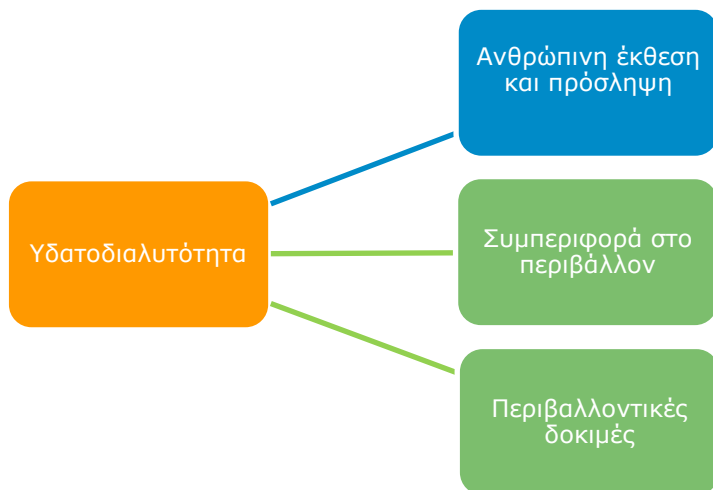 Ανθρώπινη έκθεση
και πρόσληψη
Υδατοδιαλυτότητα
Συμπεριφορά στο
περιβάλλον
Περιβαλλοντικές
δοκιμές